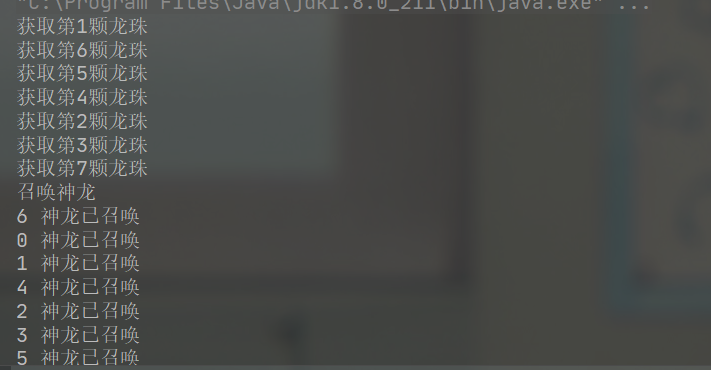 "C:\Program Files\Java\jdk1.8.0_211\bin\java.exe" ...
获取第1颗龙珠
获取第6颗龙珠
获取第5颗龙珠
获取第4颗龙珠
获取第2颗龙珠
获取第3颗龙珠
获取第7颗龙珠
召唤神龙
6 神龙已召唤
0 神龙已召唤
1 神龙已召唤
4 神龙已召唤
2 神龙已召唤
3 神龙已召唤
5 神龙已召唤